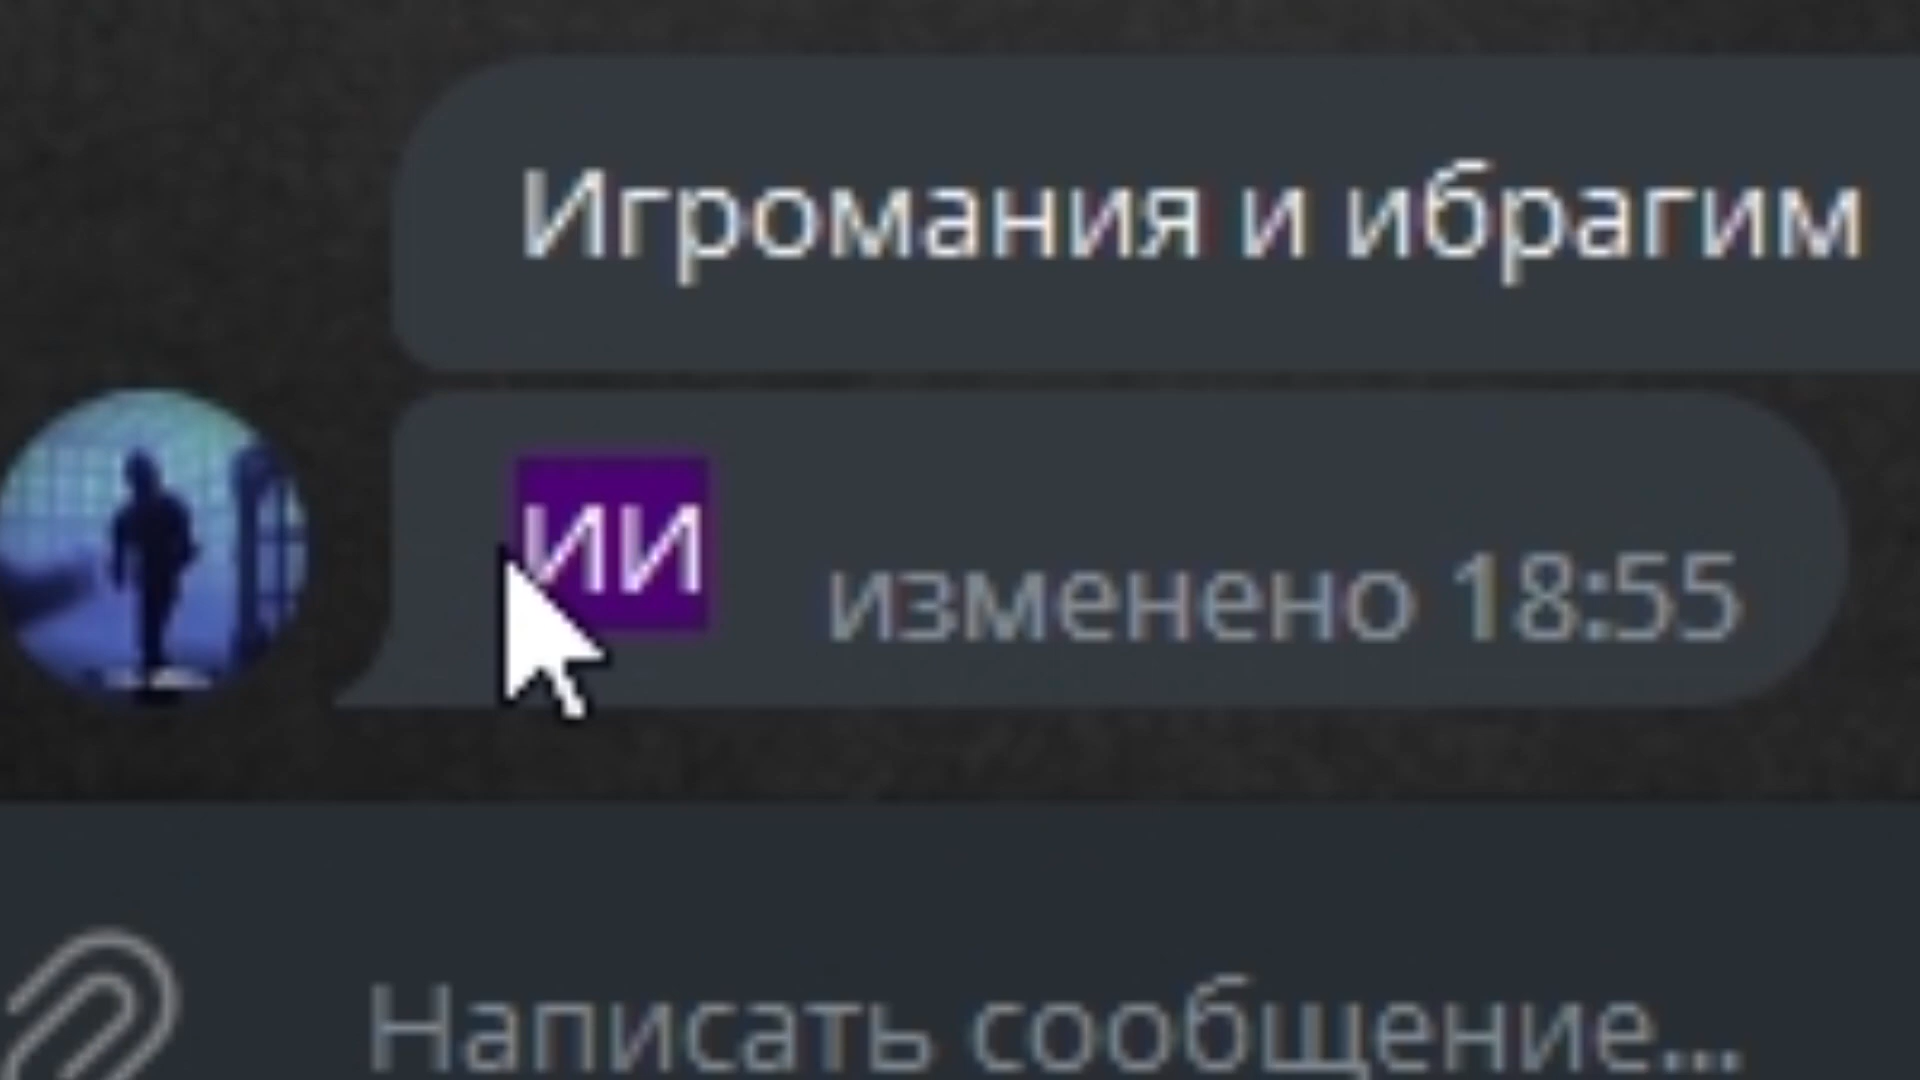 Игромания и ибрагим
ИИ изменено 18:55
Написать сообщение...